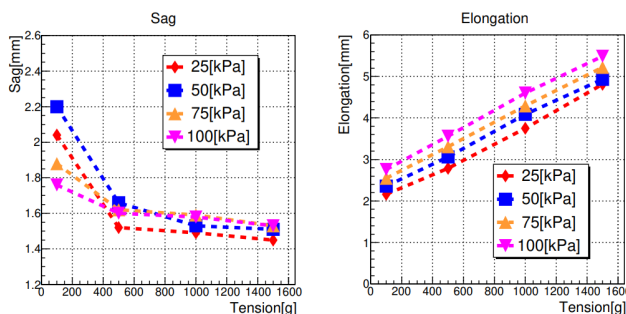 Sag
Sag[mm]
2.6
2.4
2.2
2
1.8
1.6
1.4
1.2
25[kPa]
50[kPa]
75[kPa]
100[kPa]
0 200 400 600 800 1000 1200 1400 1600
Tension[g]
Elongation
Elongation[mm]
6
5
4
3
2
1
0
25[kPa]
50[kPa]
75[kPa]
100[kPa]
0 200 400 600 800 1000 1200 1400 1600
Tension[g]